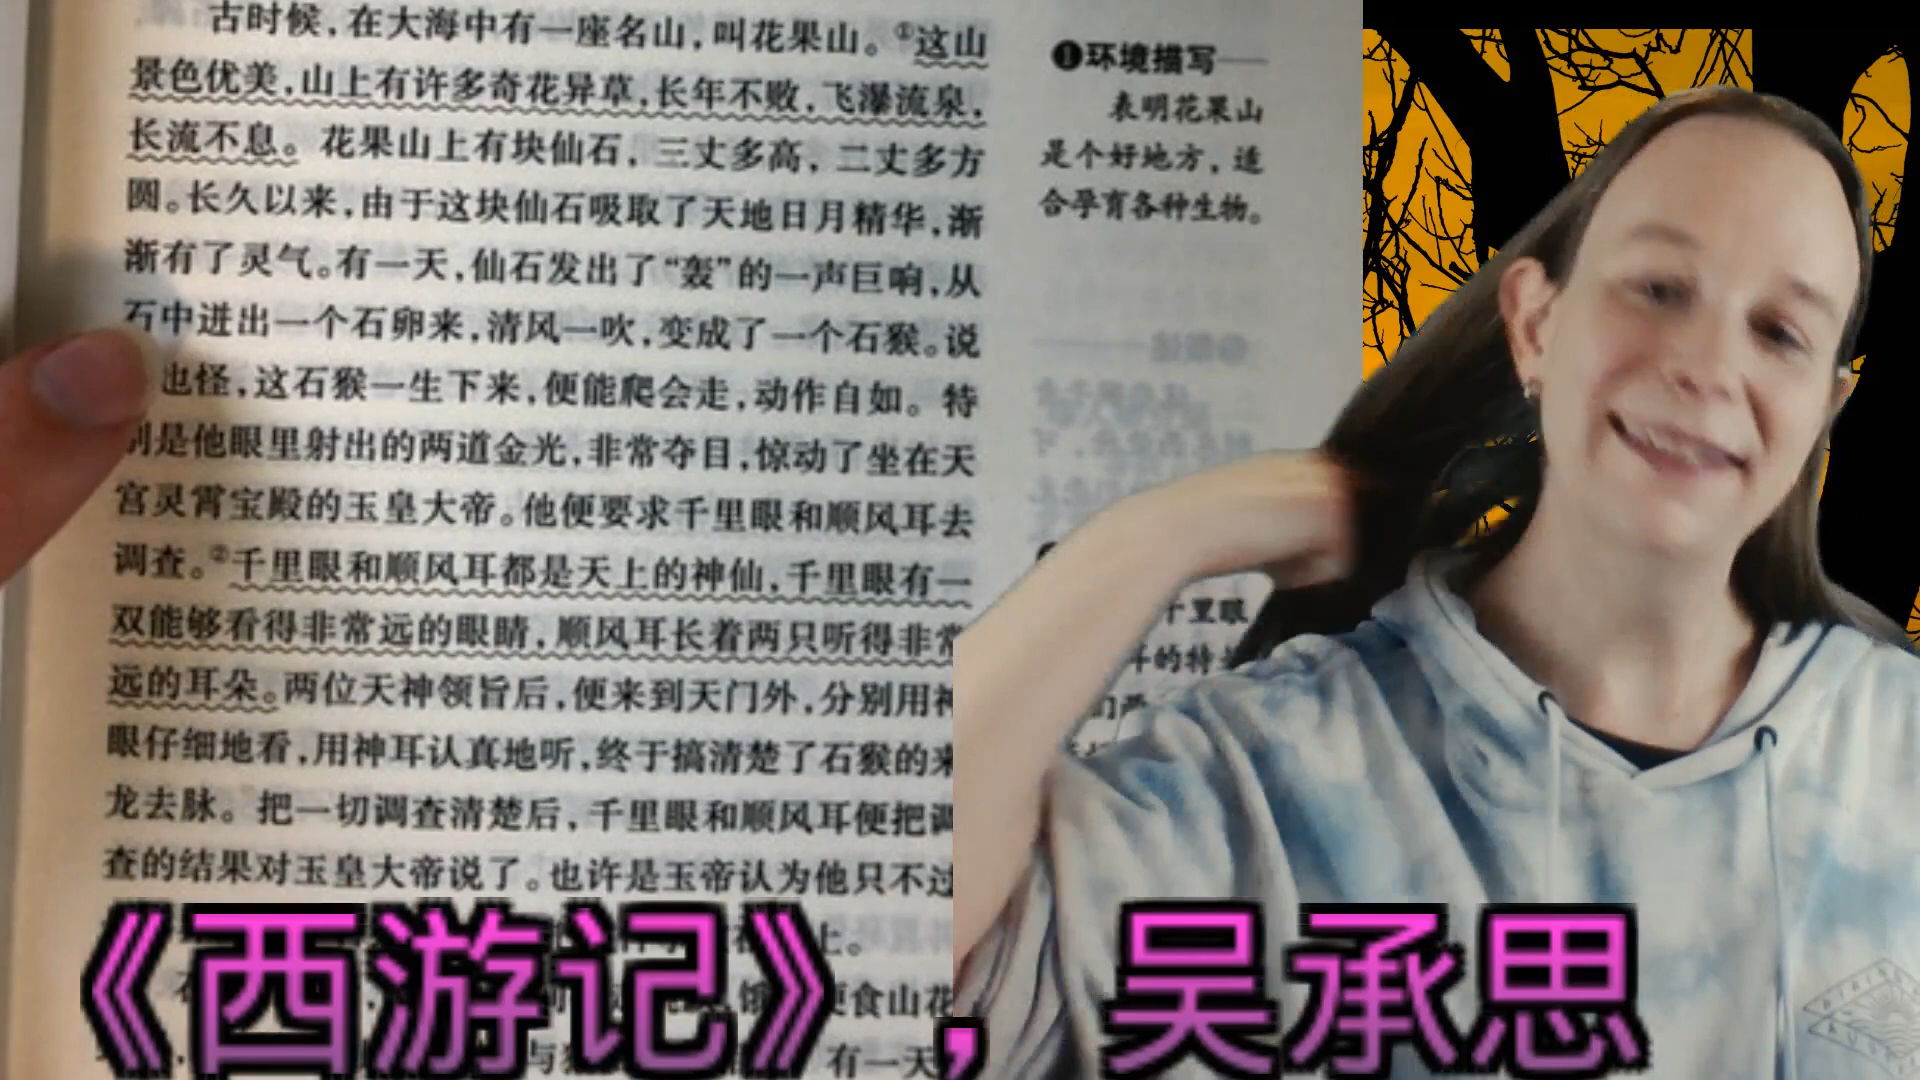 古时候,在大海中有一座名山,叫花果山。①这山
景色优美,山上有许多奇花异草,长年不败,飞瀑流泉,
长流不息。花果山上有块仙石,三丈多高,二丈多方
圆。长久以来,由于这块仙石吸取了天地日月精华,渐
渐有了灵气。有一天,仙石发出了“轰”的一声巨响,从
石中迸出一个石卵来,清风一吹,变成了一个石猴。说
也怪,这石猴一生下来,便能爬会走,动作自如。特
别是他眼里射出的两道金光,非常夺目,惊动了坐在天
宫灵霄宝殿的玉皇大帝。他便要求千里眼和顺风耳去
调查。②千里眼和顺风耳都是天上的神仙,千里眼有一
双能够看得非常远的眼睛,顺风耳长着两只听得非常
远的耳朵。两位天神领旨后,便来到天门外,分别用神
眼仔细地看,用神耳认真地听,终于搞清楚了石猴的来
龙去脉。把一切调查清楚后,千里眼和顺风耳便把调
查的结果对玉皇大帝说了。也许是玉帝认为他只不过
上。
食山花
有一天
❶环境描写
表明花果山
是个好地方,适
合孕育各种生物。
千里眼
的特
《西游记》,吴承思